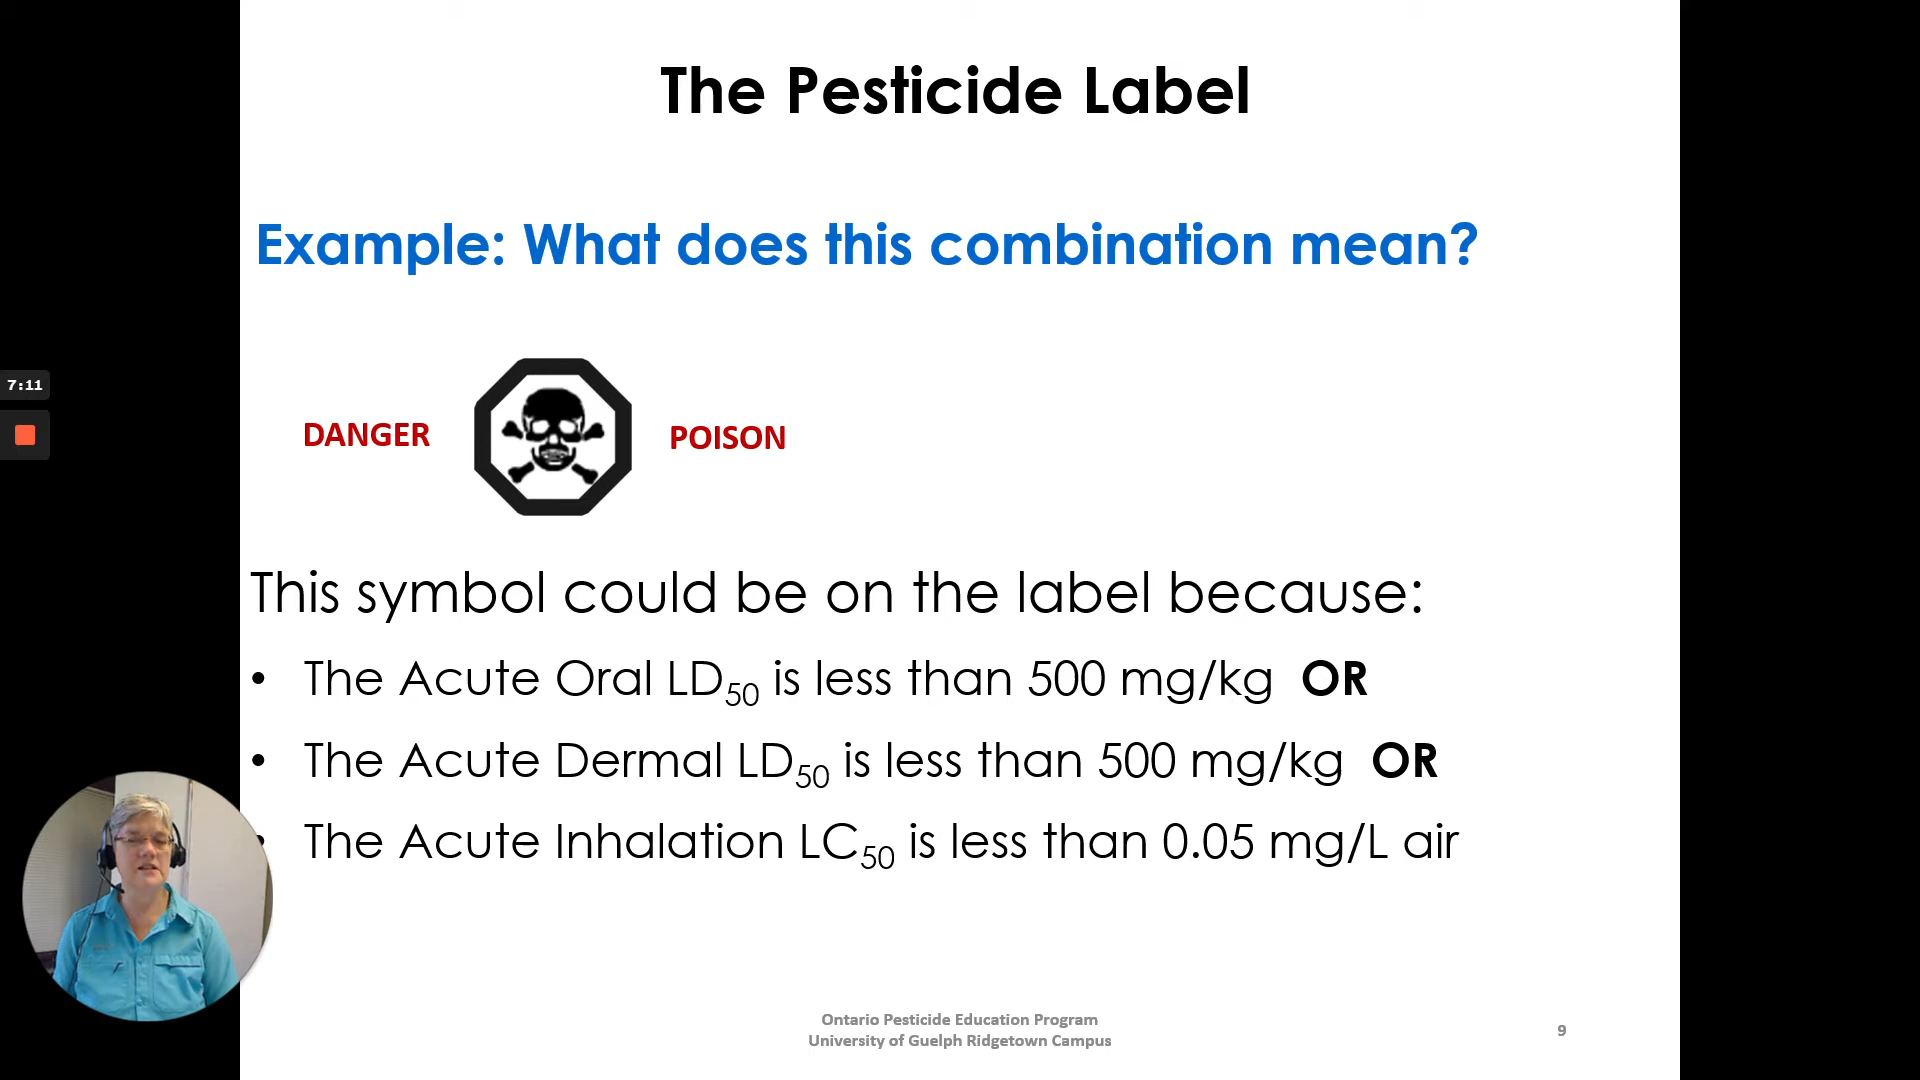 The Pesticide Label
Example: What does this combination mean?
7:11
DANGER POISON
This symbol could be on the label because:
• The Acute Oral LD50 is less than 500 mg/kg OR
• The Acute Dermal LD50 is less than 500 mg/kg OR
• The Acute Inhalation LC50 is less than 0.05 mg/L air
Ontario Pesticide Education Program
University of Guelph Ridgetown Campus
9